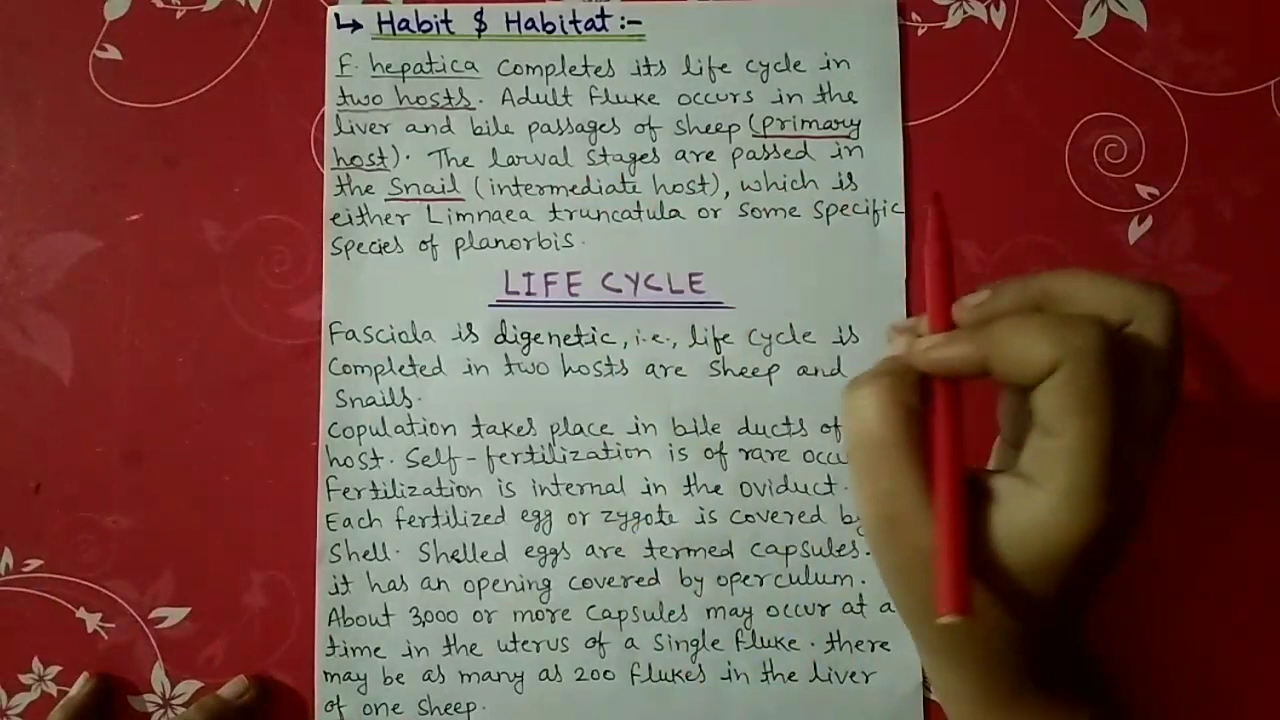 ↳ Habit $ Habitat:-
F. hepatica completes its life cycle in
two hosts. Adult fluke occurs in the
liver and bile passages of sheep (primary
host). The larval stages are passed in
the snail (intermediate host), which is
either Limnaea truncatula or some specific
species of planorbis.
LIFE CYCLE
Fasciola is digenetic, i.e., life cycle is
completed in two hosts are sheep and
snails.
copulation takes place in bile ducts of
host. Self-fertilization is of rare
Fertilization is internal in the oviduct.
Each fertilized egg or zygote is covered by
shell. Shelled eggs are termed capsules.
it has an opening covered by operculum.
About 3,000 or more capsules may occur at a
time in the uterus of a single fluke. there
may be as many as 200 flukes in the liver
of one sheep.